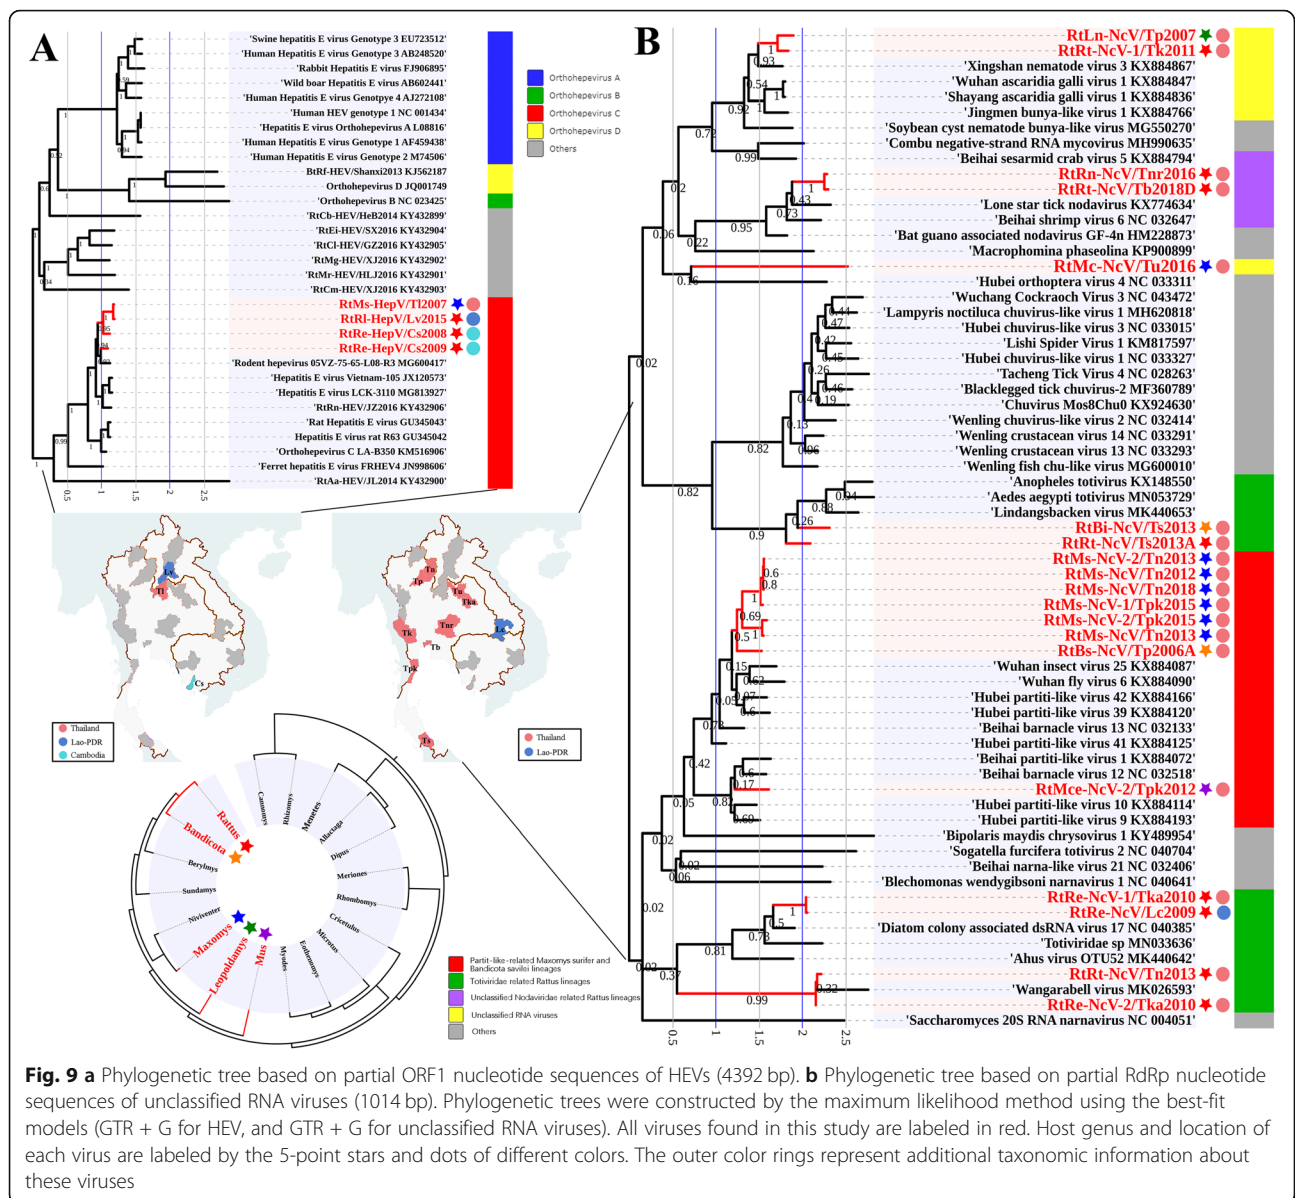 A
'Swine hepatitis E virus Genotype 3 EU723512'
'Human Hepatitis E virus Genotype 3 AB248520'
'Rabbit Hepatitis E virus FJ906895'
'Wild boar Hepatitis E virus AB602441'
'Human Hepatitis E virus Genotpye 4 AJ272108'
'Human HEV genotype 1 NC 001434'
'Hepatitis E virus Orthohepevirus A L08816'
'Human Hepatitis E virus Genotype 1 AF459438'
'Human Hepatitis E virus Genotype 2 M74506'
BtRf-HEV/Shanxi2013 KJ562187
Orthohepevirus D JQ001749
'Orthohepevirus B NC 023425'
'RtCb-HEV/HeB2014 KY432899'
'RtEi-HEV/SX2016 KY432904'
'RtCl-HEV/GZ2016 KY432905'
'RtMg-HEV/XJ2016 KY432902'
'RtMr-HEV/HLJ2016 KY432901'
'RtCm-HEV/XJ2016 KY432903'
RtMs-HepV/Tl2007
RtRl-HepV/Lv2015
RtRe-HepV/Cs2008
RtRe-HepV/Cs2009
'Rodent hepevirus 05VZ-75-65-L08-R3 MG600417'
'Hepatitis E virus Vietnam-105 JX120573'
'Hepatitis E virus LCK-3110 MG813927'
'RtRn-HEV/JZ2016 KY432906'
'Rat Hepatitis E virus GU345043'
Hepatitis E virus rat R63 GU345042
'Orthohepevirus C LA-B350 KM516906'
'Ferret hepatitis E virus FRHEV4 JN998606'
'RtAa-HEV/JL2014 KY432900'
0.5 1 1.5 2 2.5
Orthohepevirus A
Orthohepevirus B
Orthohepevirus C
Orthohepevirus D
Others
B
RtLn-NcV/Tp2007
RtRt-NcV-1/Tk2011
'Xingshan nematode virus 3 KX884867'
'Wuhan ascaridia galli virus 1 KX884847'
'Shayang ascaridia galli virus 1 KX884836'
'Jingmen bunya-like virus 1 KX884766'
'Soybean cyst nematode bunya-like virus MG550270'
'Combu negative-strand RNA mycovirus MH990635'
'Beihai sesarmid crab virus 5 KX884794'
RtRn-NcV/Tnr2016
RtRt-NcV/Tb2018D
'Lone star tick nodavirus KX774634'
'Beihai shrimp virus 6 NC 032647'
'Bat guano associated nodavirus GF-4n HM228873'
'Macrophomina phaseolina KP900899'
RtMc-NcV/Tu2016
'Hubei orthoptera virus 4 NC 033311'
'Wuchang Cockraoch Virus 3 NC 043472'
'Lampyris noctiluca chuvirus-like virus 1 MH620818'
'Hubei chuvirus-like virus 3 NC 033015'
'Lishi Spider Virus 1 KM817597'
'Hubei chuvirus-like virus 1 NC 033327'
'Tacheng Tick Virus 4 NC 028263'
'Blacklegged tick chuvirus-2 MF360789'
'Chuvirus Mos8Chu0 KX924630'
'Wenling chuvirus-like virus 2 NC 032414'
'Wenling crustacean virus 14 NC 033291'
'Wenling crustacean virus 13 NC 033293'
'Wenling fish chu-like virus MG600010'
'Anopheles totivirus KX148550'
'Aedes aegypti totivirus MN053729'
'Lindangsbacken virus MK440653'
RtBi-NcV/Ts2013
RtRt-NcV/Ts2013A
RtMs-NcV-2/Tn2013
RtMs-NcV/Tn2012
RtMs-NcV/Tn2018
RtMs-NcV-1/Tpk2015
RtMs-NcV-2/Tpk2015
RtMs-NcV/Tn2013
RtBs-NcV/Tp2006A
'Wuhan insect virus 25 KX884087'
'Wuhan fly virus 6 KX884090'
'Hubei partiti-like virus 42 KX884166'
'Hubei partiti-like virus 39 KX884120'
'Beihai barnacle virus 13 NC 032133'
'Hubei partiti-like virus 41 KX884125'
'Beihai partiti-like virus 1 KX884072'
'Beihai barnacle virus 12 NC 032518'
RtMce-NcV-2/Tpk2012
'Hubei partiti-like virus 10 KX884114'
'Hubei partiti-like virus 9 KX884193'
'Bipolaris maydis chrysovirus 1 KY489954'
'Sogatella furcifera totivirus 2 NC 040704'
'Beihai narna-like virus 21 NC 032406'
'Blechomonas wendygibsoni narnavirus 1 NC 040641'
RtRe-NcV-1/Tka2010
RtRe-NcV/Lc2009
'Diatom colony associated dsRNA virus 17 NC 040385'
'Totiviridae sp MN033636'
'Ahus virus OTU52 MK440642'
RtRt-NcV/Tn2013
'Wangarabell virus MK026593'
RtRe-NcV-2/Tka2010
'Saccharomyces 20S RNA narnavirus NC 004051'
0.5 1 1.5 2 2.5
Lv
Tl
Cs
Thailand
Lao-PDR
Cambodia
Tn
Tp
Tu
Tka
Tk
Tnr
Tb
Lc
Tpk
Ts
Thailand
Lao-PDR
Cannomys
Rhizomys
Menetes
Allactaga
Dipus
Meriones
Rhombomys
Cricetulus
Microtus
Eothenomys
Myodes
Mus
Leopoldamys
Maxomys
Niviventer
Sundamys
Berylmys
Bandicota
Rattus
Partit-like-related Maxomys surifer and
Bandicota savilei lineages
Totiviridae related Rattus lineages
Unclassified Nodaviridae related Rattus lineages
Unclassified RNA viruses
Others
Fig. 9 a Phylogenetic tree based on partial ORF1 nucleotide sequences of HEVs (4392 bp). b Phylogenetic tree based on partial RdRp nucleotide
sequences of unclassified RNA viruses (1014 bp). Phylogenetic trees were constructed by the maximum likelihood method using the best-fit
models (GTR + G for HEV, and GTR + G for unclassified RNA viruses). All viruses found in this study are labeled in red. Host genus and location of
each virus are labeled by the 5-point stars and dots of different colors. The outer color rings represent additional taxonomic information about
these viruses